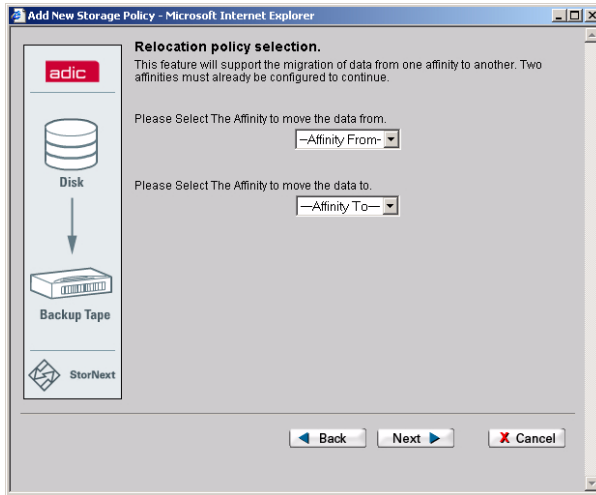 Add New Storage Policy - Microsoft Internet Explorer
adic
Disk
Backup Tape
StorNext
Relocation policy selection.
This feature will support the migration of data from one affinity to another. Two
affinities must already be configured to continue.
Please Select The Affinity to move the data from.
--Affinity From-
Please Select The Affinity to move the data to.
---Affinity To---
Back Next X Cancel